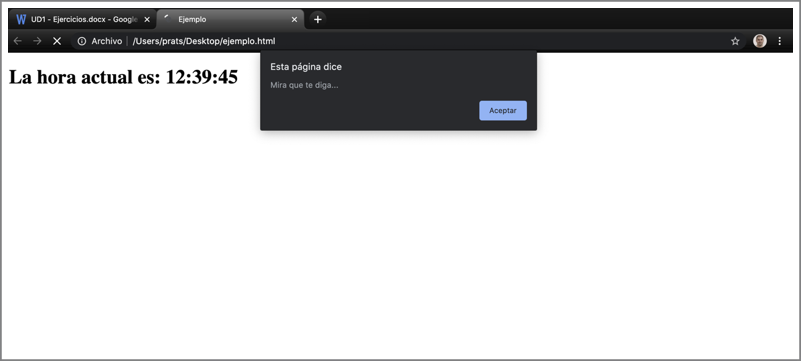 UD1 - Ejercicios.docx - Google
Ejemplo
Archivo | /Users/prats/Desktop/ejemplo.html
La hora actual es: 12:39:45
Esta página dice
Mira que te diga...
Aceptar